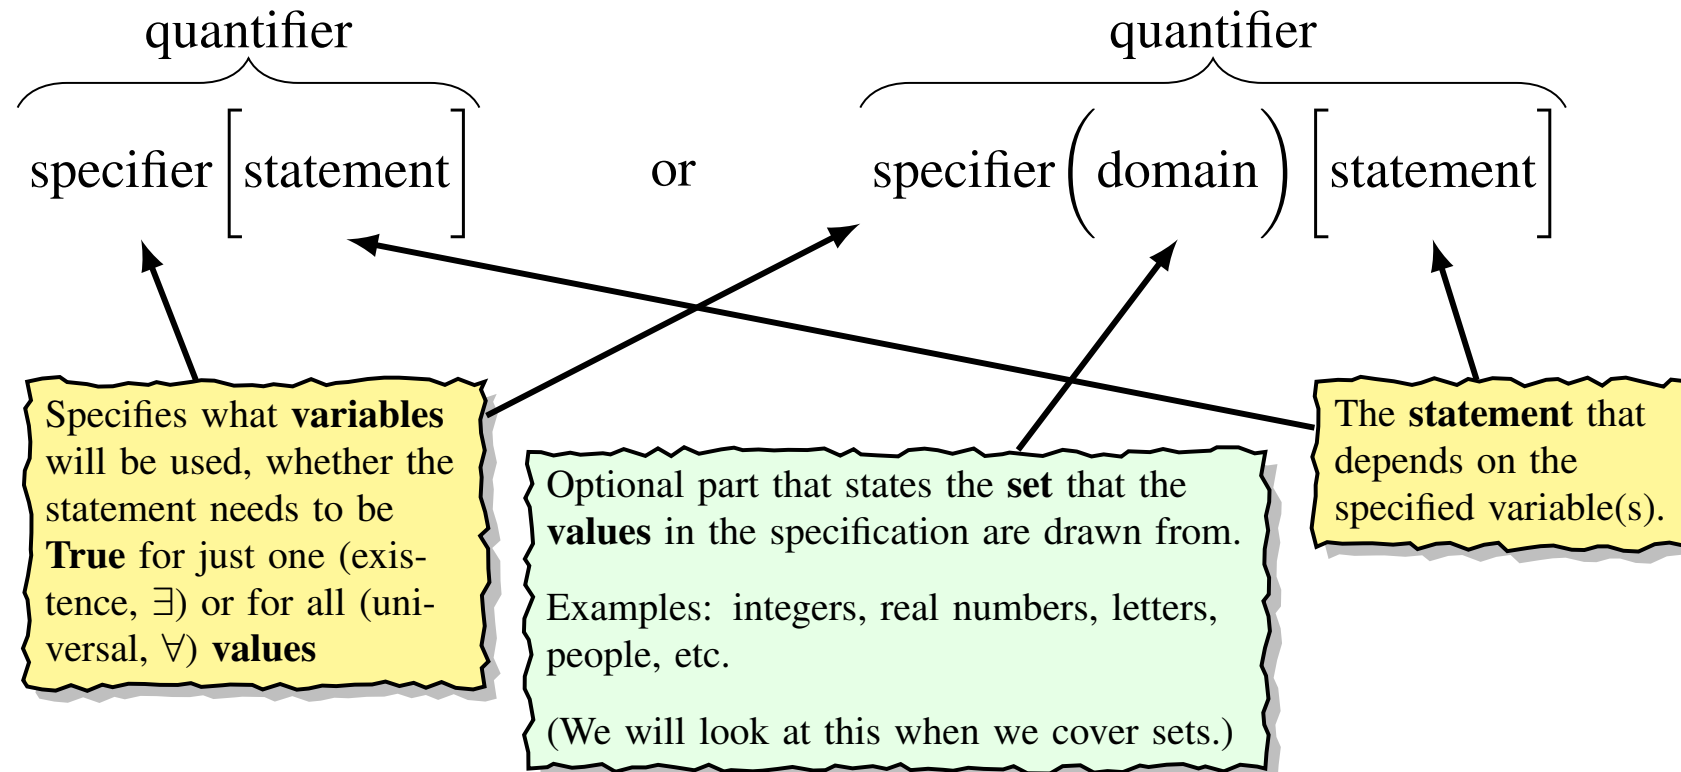 quantifier quantifier
specifier [statement] or specifier (domain) [statement]
Specifies what variables
will be used, whether the
statement needs to be
True for just one (exis-
tence, ∃) or for all (uni-
versal, ∀) values
Optional part that states the set that the
values in the specification are drawn from.
Examples: integers, real numbers, letters,
people, etc.
(We will look at this when we cover sets.)
The statement that
depends on the
specified variable(s).